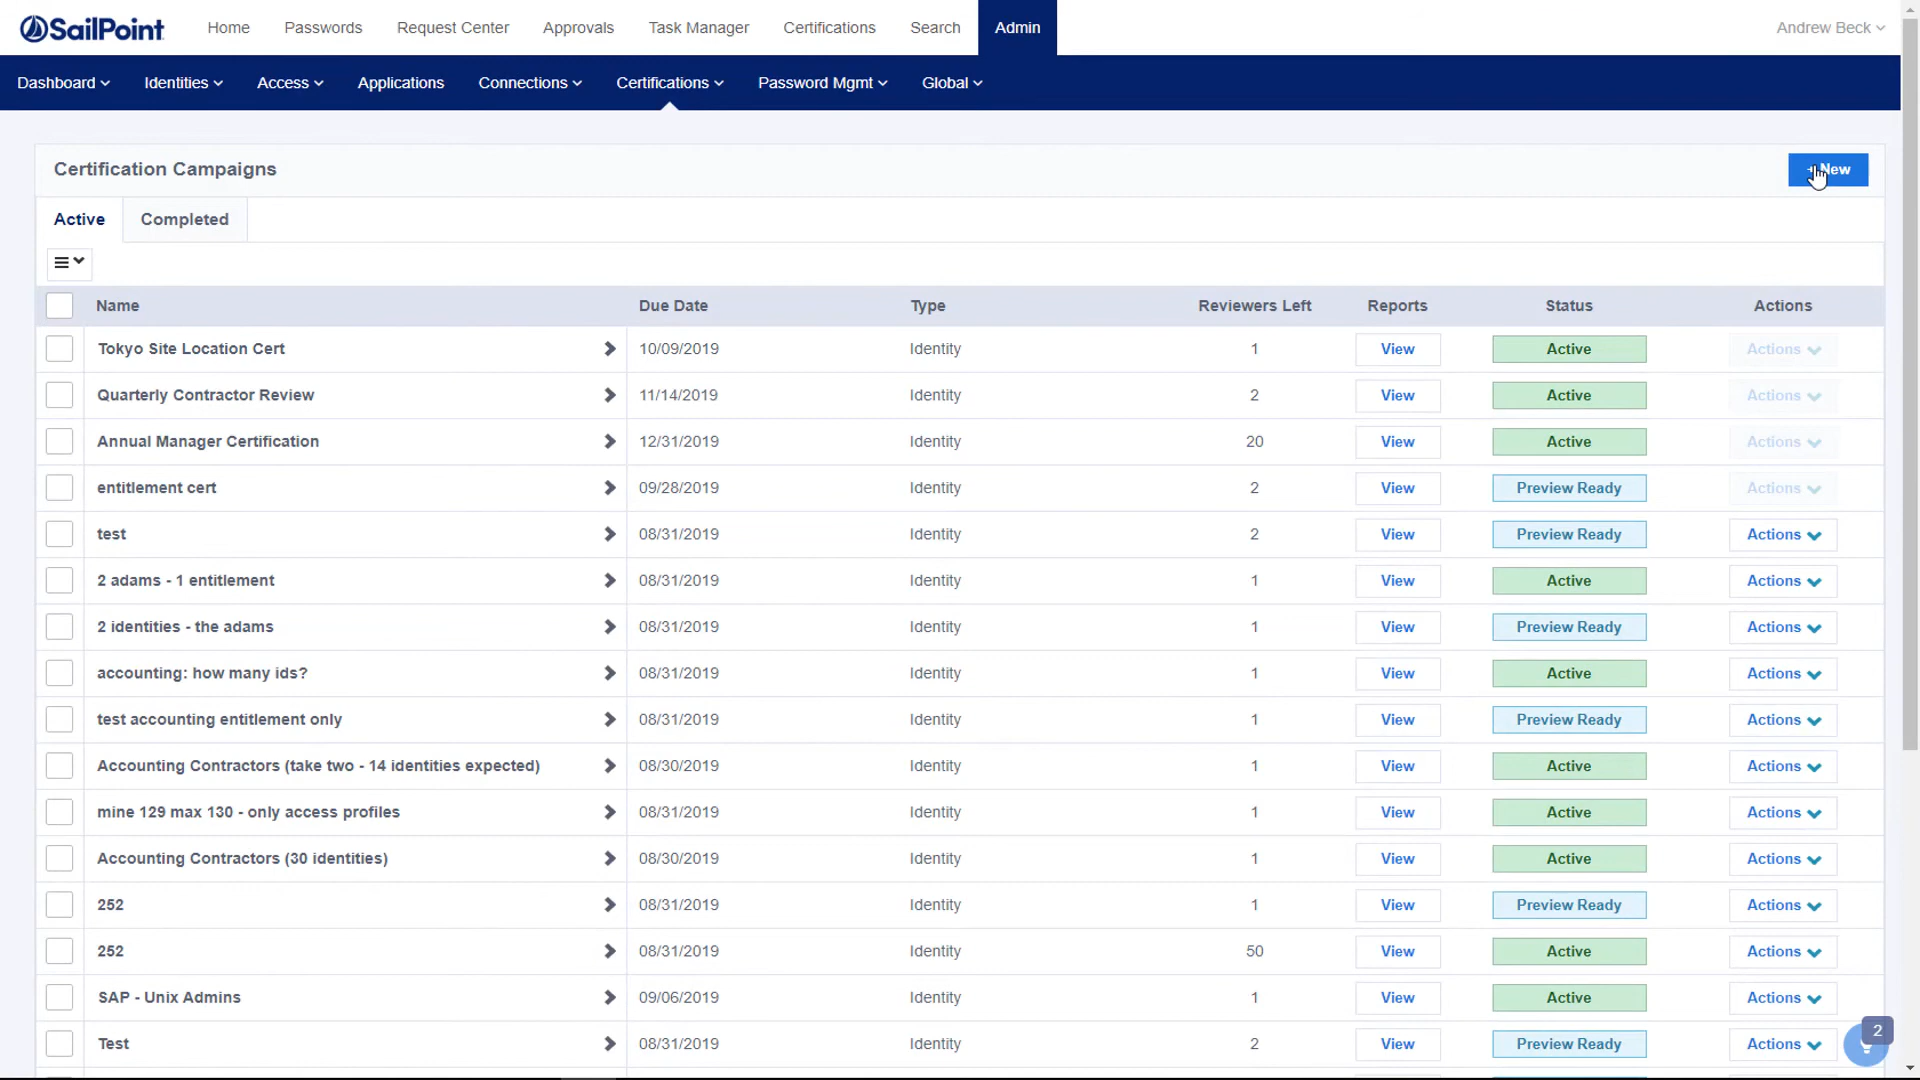 SailPoint Home Passwords Request Center Approvals Task Manager Certifications Search Admin Andrew Beck
Dashboard Identities Access Applications Connections Certifications Password Mgmt Global
Certification Campaigns New
Active Completed
Name Due Date Type Reviewers Left Reports Status Actions
Tokyo Site Location Cert 10/09/2019 Identity 1 View Active Actions
Quarterly Contractor Review 11/14/2019 Identity 2 View Active Actions
Annual Manager Certification 12/31/2019 Identity 20 View Active Actions
entitlement cert 09/28/2019 Identity 2 View Preview Ready Actions
test 08/31/2019 Identity 2 View Preview Ready Actions
2 adams - 1 entitlement 08/31/2019 Identity 1 View Active Actions
2 identities - the adams 08/31/2019 Identity 1 View Preview Ready Actions
accounting: how many ids? 08/31/2019 Identity 1 View Active Actions
test accounting entitlement only 08/31/2019 Identity 1 View Preview Ready Actions
Accounting Contractors (take two - 14 identities expected) 08/30/2019 Identity 1 View Active Actions
mine 129 max 130 - only access profiles 08/31/2019 Identity 1 View Active Actions
Accounting Contractors (30 identities) 08/30/2019 Identity 1 View Active Actions
252 08/31/2019 Identity 1 View Preview Ready Actions
252 08/31/2019 Identity 50 View Active Actions
SAP - Unix Admins 09/06/2019 Identity 1 View Active Actions
Test 08/31/2019 Identity 2 View Preview Ready Actions
2